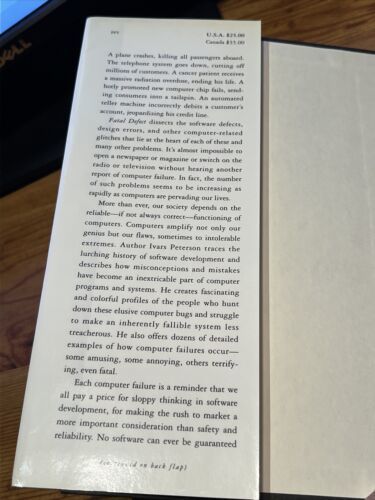 DELL
U.S.A. $25.00
Canada $35.00
A plane crashes, killing all passengers aboard.
The telephone system goes down, cutting off
millions of customers. A cancer patient receives
a massive radiation overdose, ending his life. A
hotly promoted new computer chip fails, send-
ing consumers into a tailspin. An automated
teller machine incorrectly debits a customer's
account, jeopardizing his credit line.
Fatal Defect dissects the software defects,
design errors, and other computer-related
glitches that lie at the heart of each of these and
many other problems. It's almost impossible to
open a newspaper or magazine or switch on the
radio or television without hearing another
report of computer failure. In fact, the number
of such problems seems to be increasing as
rapidly as computers are pervading our lives.
More than ever, our society depends on the
reliable—if not always correct—functioning of
computers. Computers amplify not only our
genius but our flaws, sometimes to intolerable
extremes. Author Ivars Peterson traces the
lurching history of software development and
describes how misconceptions and mistakes
have become an inextricable part of computer
programs and systems. He creates fascinating
and colorful profiles of the people who hunt
down these elusive computer bugs and struggle
to make an inherently fallible system less
treacherous. He also offers dozens of detailed
examples of how computer failures occur—
some amusing, some annoying, others terrify-
ing, even fatal.
Each computer failure is a reminder that we
all pay a price for sloppy thinking in software
development, for making the rush to market a
more important consideration than safety and
reliability. No software can ever be guaranteed
on back flap)